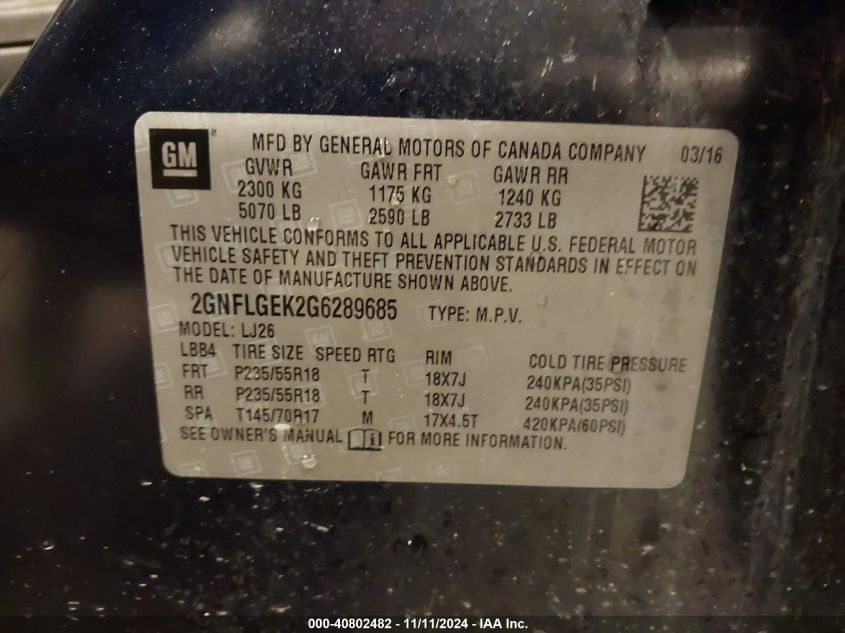 GM ® MFD BY GENERAL MOTORS OF CANADA COMPANY 03/16
GVWR GAWR FRT GAWR RR
2300 KG 1175 KG 1240 KG
5070 LB 2590 LB 2733 LB
THIS VEHICLE CONFORMS TO ALL APPLICABLE U.S. FEDERAL MOTOR
VEHICLE SAFETY AND THEFT PREVENTION STANDARDS IN EFFECT ON
THE DATE OF MANUFACTURE SHOWN ABOVE.
2GNFLGEK2G6289685 TYPE: M.P.V.
MODEL: LJ26
LBB4 TIRE SIZE SPEED RTG RIM COLD TIRE PRESSURE
FRT P235/55R18 T 18X7J 240KPA(35PSI)
RR P235/55R18 T 18X7J 240KPA(35PSI)
SPA T145/70R17 M 17X4.5T 420KPA(60PSI)
SEE OWNER'S MANUAL FOR MORE INFORMATION.
000-40802482 - 11/11/2024 - IAA Inc.